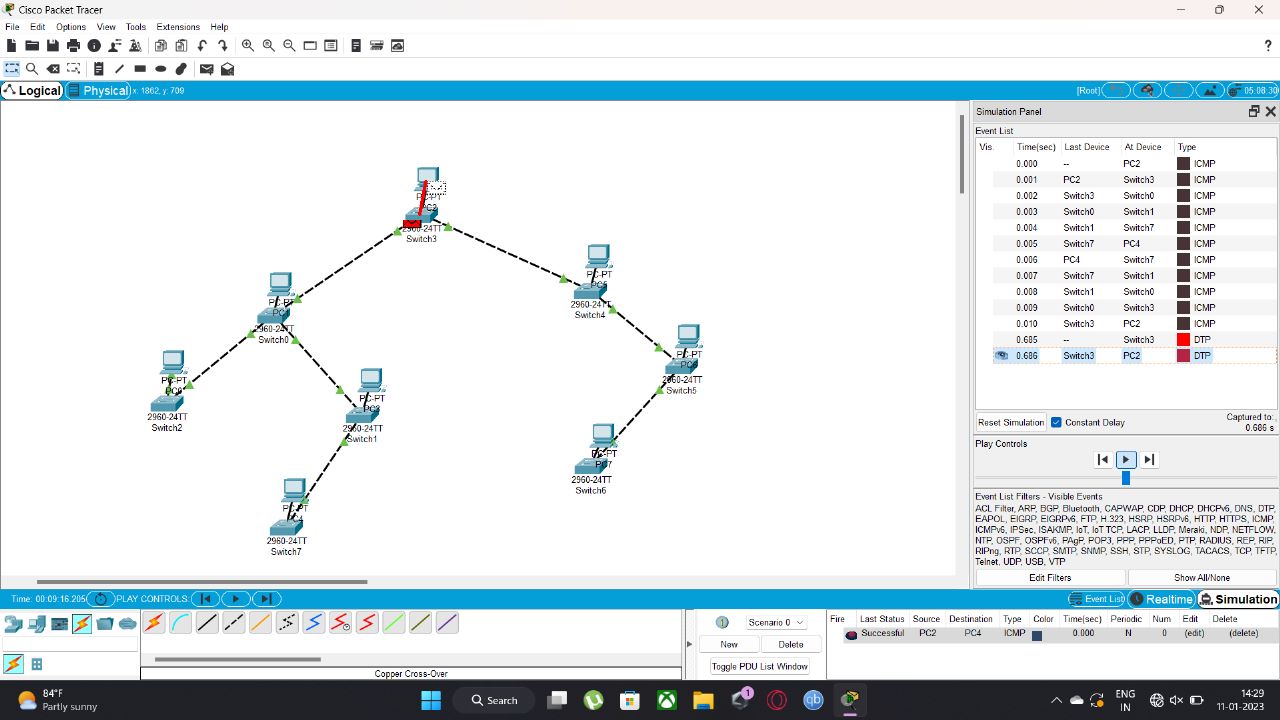 Cisco Packet Tracer
File Edit Options View Tools Extensions Help
Logical Physical x: 1862, y: 709 [Root] 05:08:30
PC-PT
PC2
2960-24TT
Switch3
PC-PT
2960-24TT
Switch0
PC-PT
2960-24TT
Switch2
PC-PT
2960-24TT
Switch1
PC-PT
2960-24TT
Switch7
PC-PT
2960-24TT
Switch4
PC-PT
2960-24TT
Switch5
PC-PT
PC7
2960-24TT
Switch6
Simulation Panel
Event List
Vis. Time(sec) Last Device At Device Type
0.000 -- PC2 ICMP
0.001 PC2 Switch3 ICMP
0.002 Switch3 Switch0 ICMP
0.003 Switch0 Switch1 ICMP
0.004 Switch1 Switch7 ICMP
0.005 Switch7 PC4 ICMP
0.006 PC4 Switch7 ICMP
0.007 Switch7 Switch1 ICMP
0.008 Switch1 Switch0 ICMP
0.009 Switch0 Switch3 ICMP
0.010 Switch3 PC2 ICMP
0.685 -- Switch3 DTP
0.686 Switch3 PC2 DTP
Reset Simulation Constant Delay Captured to:
0.686 s
Play Controls
Event List Filters - Visible Events
ACL Filter, ARP, BGP, Bluetooth, CAPWAP, CDP, DHCP, DHCPv6, DNS, DTP,
EAPOL, EIGRP, EIGRPv6, FTP, H.323, HSRP, HSRPv6, HTTP, HTTPS, ICMP,
ICMPv6, IPSec, ISAKMP, IoT, IoT TCP, LACP, LLDP, Meraki, NDP, NETFLOW,
NTP, OSPF, OSPFv6, PAgP, POP3, PPP, PPPoED, PTP, RADIUS, REP, RIP,
RIPng, RTP, SCCP, SMTP, SNMP, SSH, STP, SYSLOG, TACACS, TCP, TFTP,
Telnet, UDP, USB, VTP
Edit Filters Show All/None
Time: 00:09:16.205 PLAY CONTROLS: Event List Realtime Simulation
Scenario 0
New Delete
Toggle PDU List Window
Copper Cross-Over
Fire Last Status Source Destination Type Color Time(sec) Periodic Num Edit Delete
Successful PC2 PC4 ICMP 0.000 N 0 (edit) (delete)
84°F
Partly sunny
Search
1
ENG
IN
14:29
11-01-2023